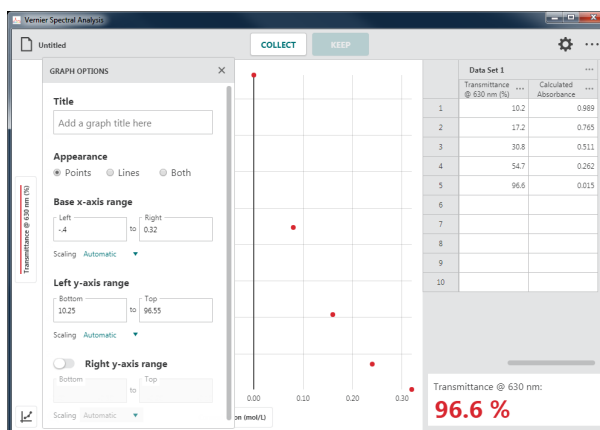 Vernier Spectral Analysis
Untitled
COLLECT
KEEP
GRAPH OPTIONS
Title
Add a graph title here
Appearance
Points Lines Both
Base x-axis range
Left Right
-.4 to 0.32
Scaling Automatic
Left y-axis range
Bottom Top
10.25 to 96.55
Scaling Automatic
Right y-axis range
Bottom Top
to
Scaling Automatic
Transmittance @ 630 nm (%)
0.00 0.10 0.20 0.30
on (mol/L)
Data Set 1
Transmittance @ 630 nm (%) Calculated Absorbance
1 10.2 0.989
2 17.2 0.765
3 30.8 0.511
4 54.7 0.262
5 96.6 0.015
6
7
8
9
10
Transmittance @ 630 nm:
96.6 %